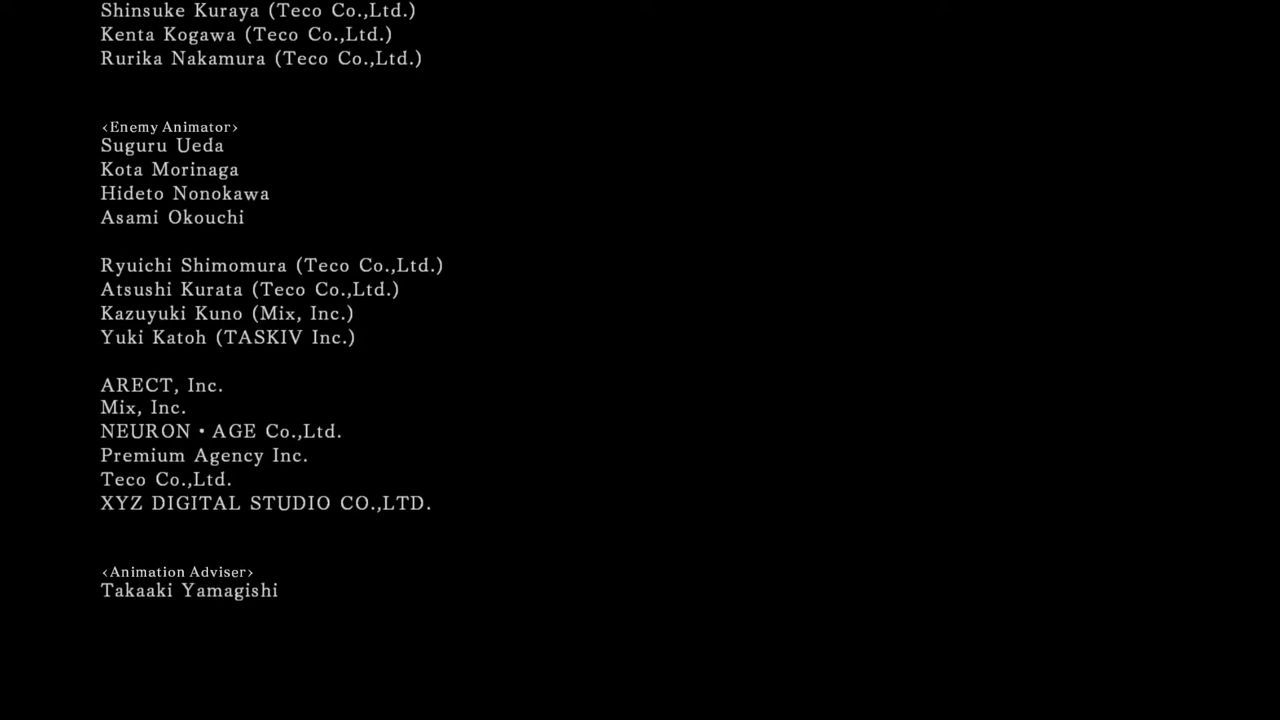 Shinsuke Kuraya (Teco Co.,Ltd.)
Kenta Kogawa (Teco Co.,Ltd.)
Rurika Nakamura (Teco Co.,Ltd.)
<Enemy Animator>
Suguru Ueda
Kota Morinaga
Hideto Nonokawa
Asami Okouchi
Ryuichi Shimomura (Teco Co.,Ltd.)
Atsushi Kurata (Teco Co.,Ltd.)
Kazuyuki Kuno (Mix, Inc.)
Yuki Katoh (TASKIV Inc.)
ARECT, Inc.
Mix, Inc.
NEURON・AGE Co.,Ltd.
Premium Agency Inc.
Teco Co.,Ltd.
XYZ DIGITAL STUDIO CO.,LTD.
<Animation Adviser>
Takaaki Yamagishi